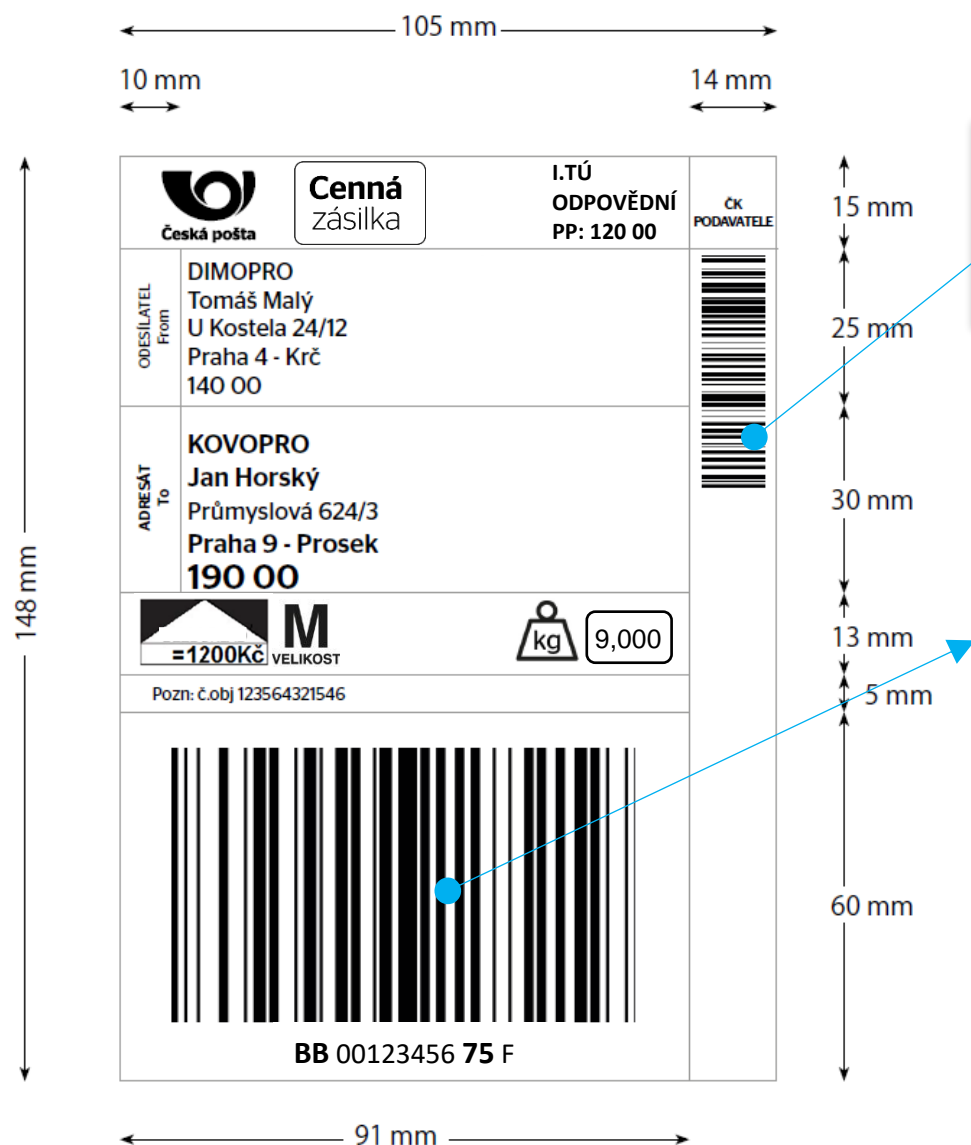 105 mm
10 mm
14 mm
Česká pošta
Cenná
zásilka
I.TÚ
ODPOVĚDNÍ
PP: 120 00
ČK
PODAVATELE
15 mm
ODESÍLATEL
From
DIMOPRO
Tomáš Malý
U Kostela 24/12
Praha 4 - Krč
140 00
25 mm
ADRESÁT
To
KOVOPRO
Jan Horský
Průmyslová 624/3
Praha 9 - Prosek
190 00
30 mm
148 mm
=1200Kč
M
VELIKOST
kg
9,000
13 mm
Pozn: č.obj 123564321546
5 mm
60 mm
BB 00123456 75 F
91 mm